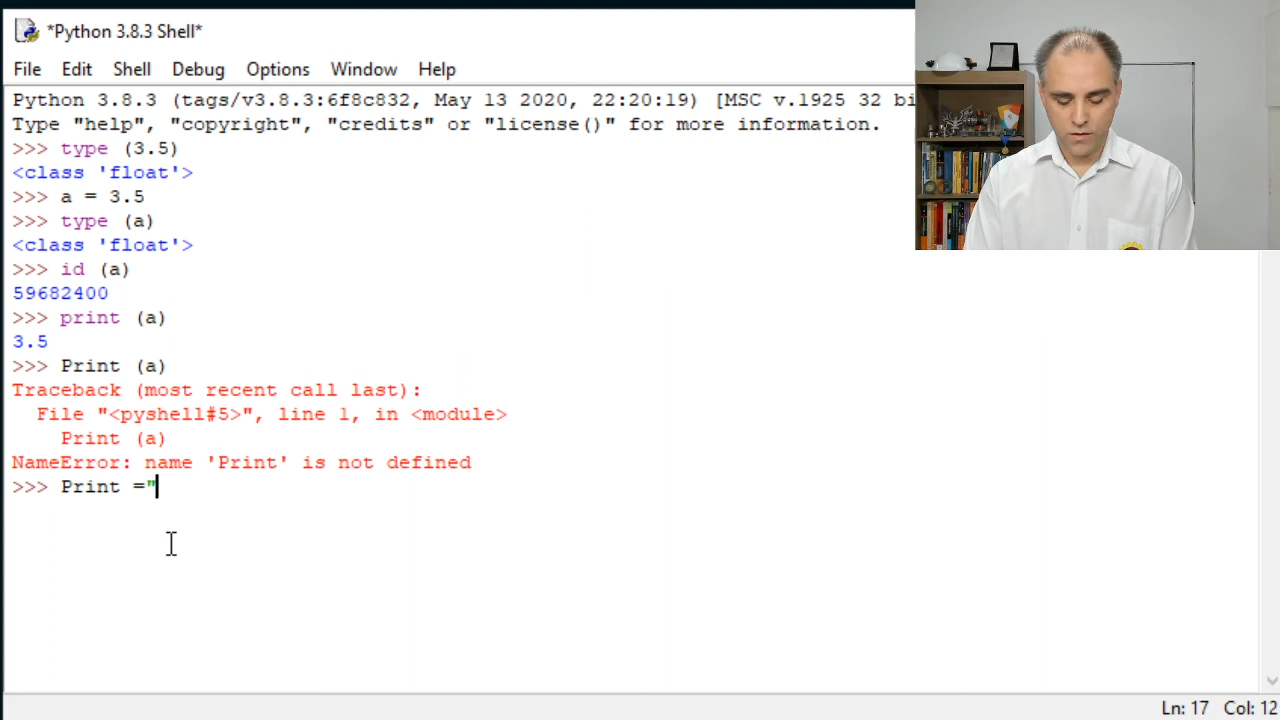 *Python 3.8.3 Shell*
File Edit Shell Debug Options Window Help
Python 3.8.3 (tags/v3.8.3:6f8c832, May 13 2020, 22:20:19) [MSC v.1925 32 bi
Type "help", "copyright", "credits" or "license()" for more information.
>>> type (3.5)
<class 'float'>
>>> a = 3.5
>>> type (a)
<class 'float'>
>>> id (a)
59682400
>>> print (a)
3.5
>>> Print (a)
Traceback (most recent call last):
  File "<pyshell#5>", line 1, in <module>
    Print (a)
NameError: name 'Print' is not defined
>>> Print ="
Ln: 17 Col: 12